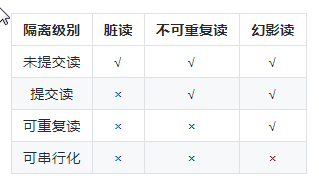 隔离级别 脏读 不可重复读 幻影读
未提交读 √ √ √
提交读 × √ √
可重复读 × × √
可串行化 × × ×